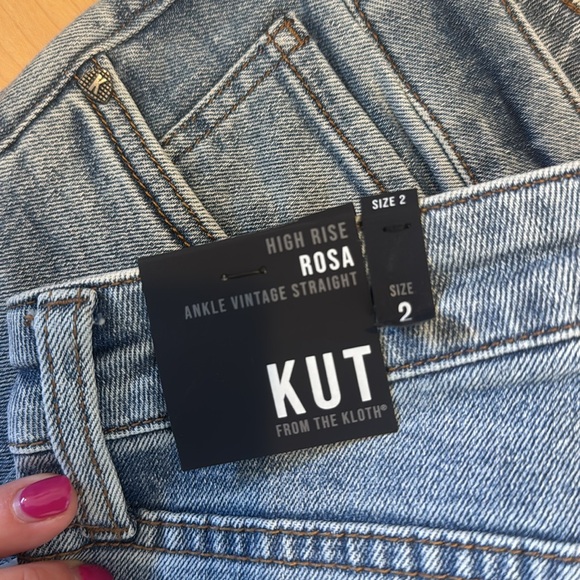 SIZE 2
HIGH RISE
ROSA
ANKLE VINTAGE STRAIGHT
SIZE
2
KUT
FROM THE KLOTH®
K